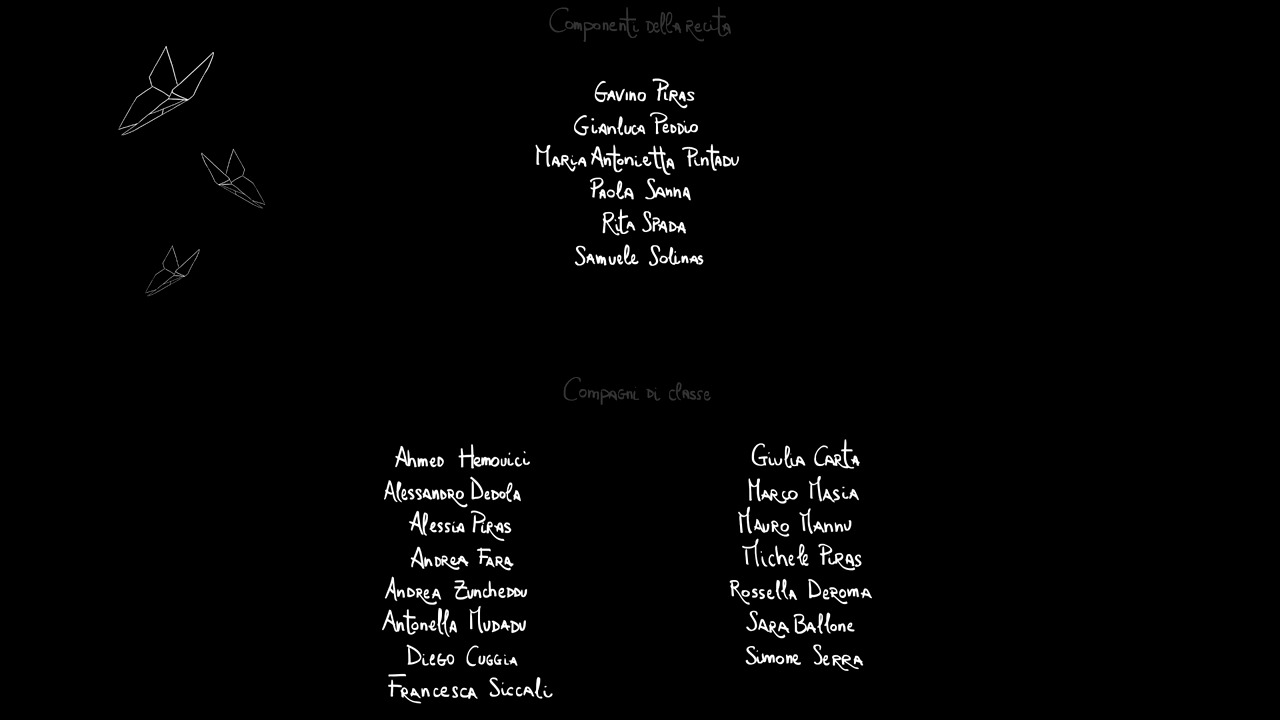 Componenti della recita
Gavino Piras
Gianluca Peddio
Maria Antonietta Pintadu
Paola Sanna
Rita Spada
Samuele Solinas
Compagni di classe
Ahmed Hemovici
Alessandro Dedola
Alessia Piras
Andrea Fara
Andrea Zuncheddu
Antonella Mudadu
Diego Cuggia
Francesca Siccali
Giulia Carta
Marco Masia
Mauro Mannu
Michele Piras
Rossella Deroma
Sara Ballone
Simone Serra